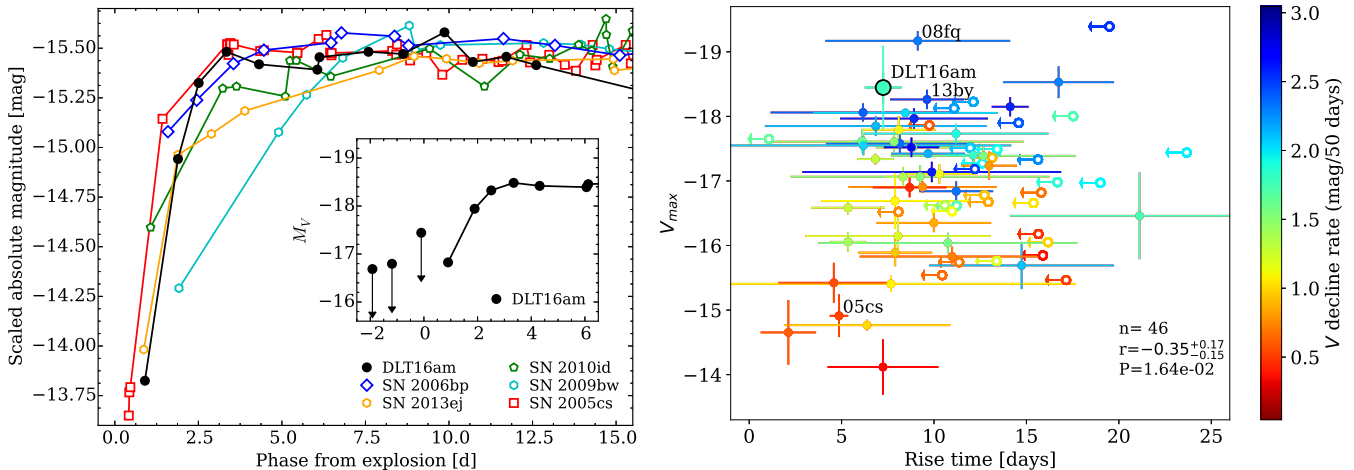 Scaled absolute magnitude [mag]
−15.50
−15.25
−15.00
−14.75
−14.50
−14.25
−14.00
−13.75
0.0 2.5 5.0 7.5 10.0 12.5 15.0
Phase from explosion [d]
M_V
−19
−18
−17
−16
−2 0 2 4 6
DLT16am
DLT16am
SN 2006bp
SN 2013ej
SN 2010id
SN 2009bw
SN 2005cs
V_max
−19
−18
−17
−16
−15
−14
0 5 10 15 20 25
Rise time [days]
08fq
DLT16am
13by
05cs
n= 46
r=−0.35 +0.17 −0.15
P=1.64e-02
3.0
2.5
2.0
1.5
1.0
0.5
V decline rate (mag/50 days)